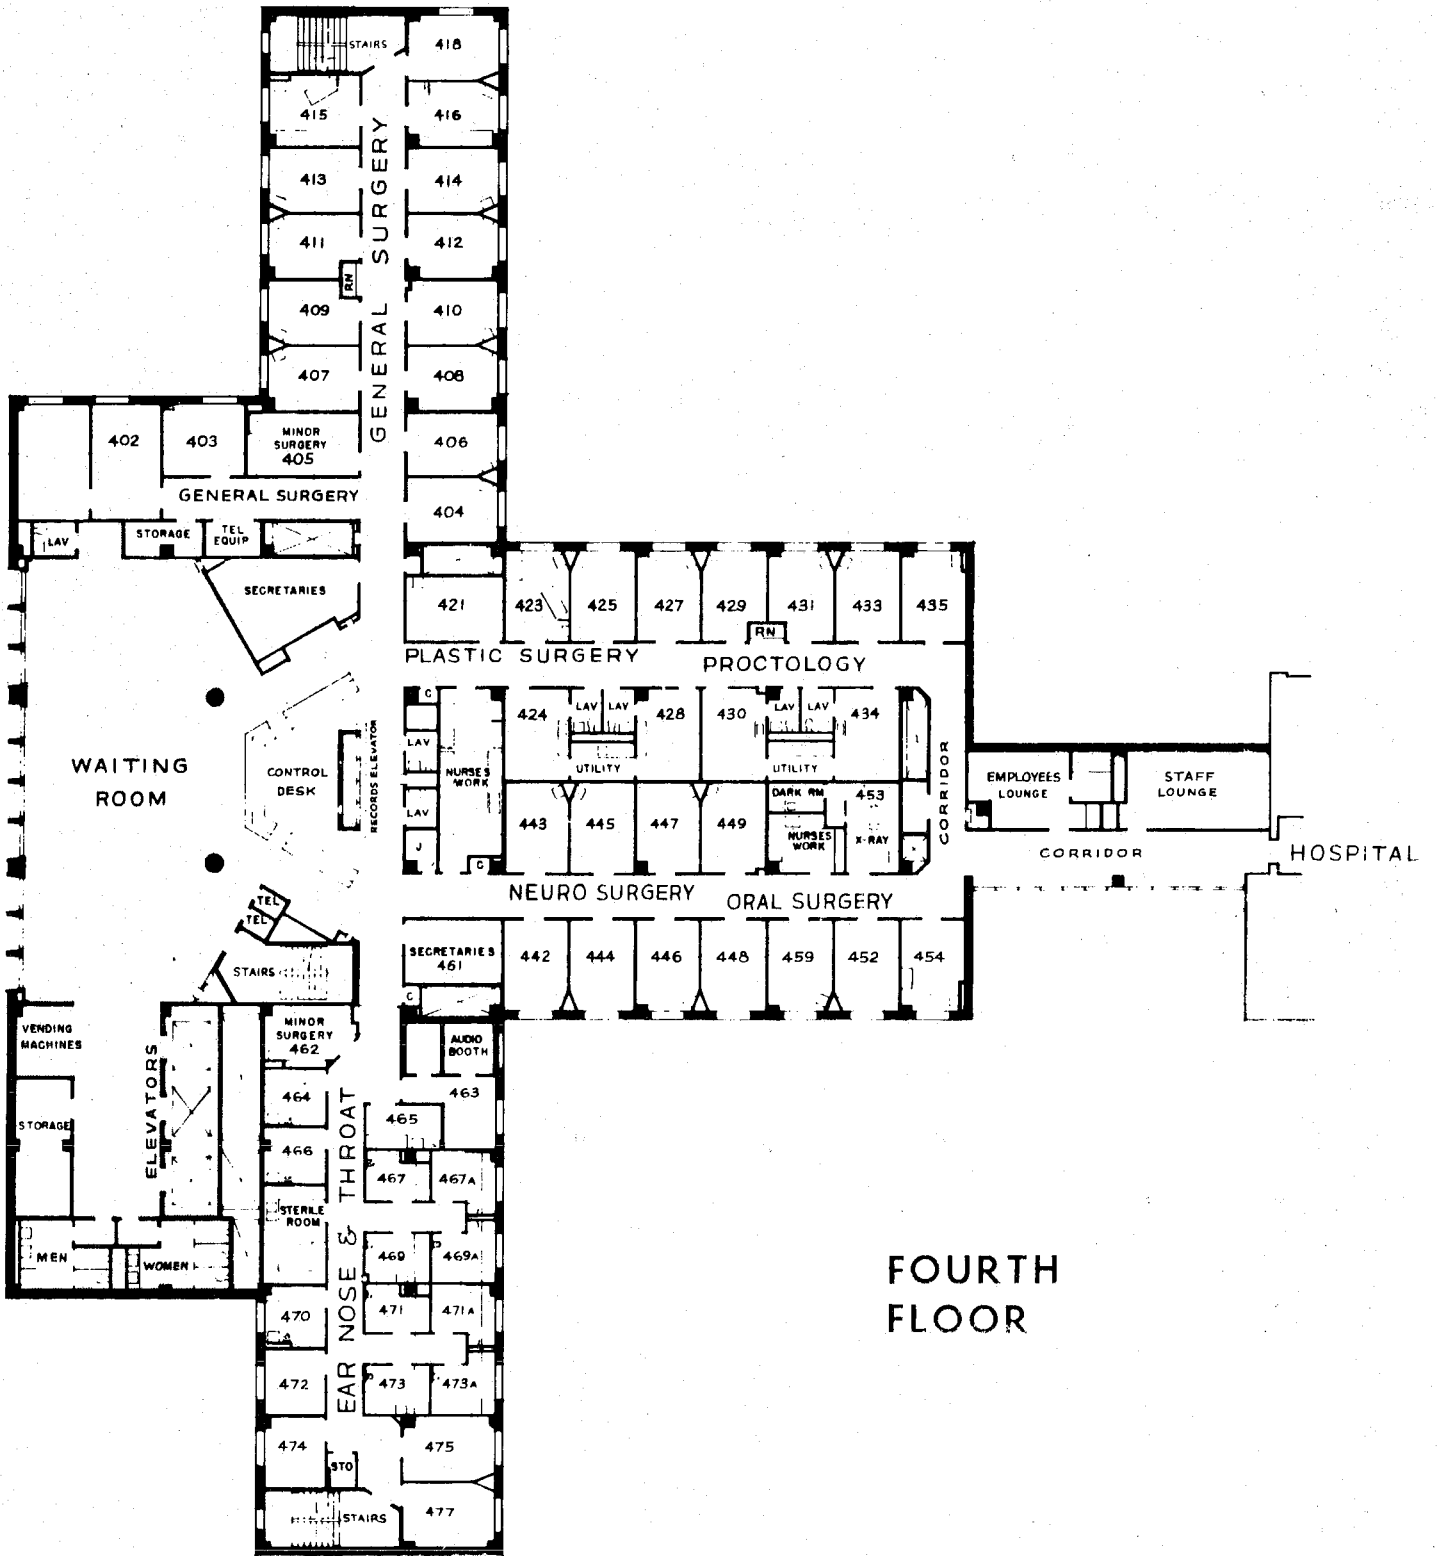 STAIRS
418
415
416
413
414
411
412
RN
409
410
407
408
GENERAL SURGERY
402
403
MINOR
SURGERY
405
406
GENERAL SURGERY
404
LAV
STORAGE
TEL
EQUIP
SECRETARIES
421
423
425
427
429
431
433
435
RN
PLASTIC SURGERY
PROCTOLOGY
C
424
LAV
LAV
428
430
LAV
LAV
434
LAV
UTILITY
UTILITY
WAITING
ROOM
CONTROL
DESK
RECORDS ELEVATOR
NURSES
WORK
CORRIDOR
EMPLOYEES
LOUNGE
STAFF
LOUNGE
LAV
443
445
447
449
DARK RM
453
NURSES
WORK
X-RAY
J
C
CORRIDOR
HOSPITAL
NEURO SURGERY
ORAL SURGERY
TEL
TEL
SECRETARIES
461
442
444
446
448
459
452
454
STAIRS
C
VENDING
MACHINES
MINOR
SURGERY
462
AUDIO
BOOTH
ELEVATORS
464
463
465
STORAGE
466
467
467A
STERILE
ROOM
EAR NOSE & THROAT
469
469A
MEN
WOMEN
470
471
471A
472
473
473A
474
475
STO
STAIRS
477
FOURTH
FLOOR